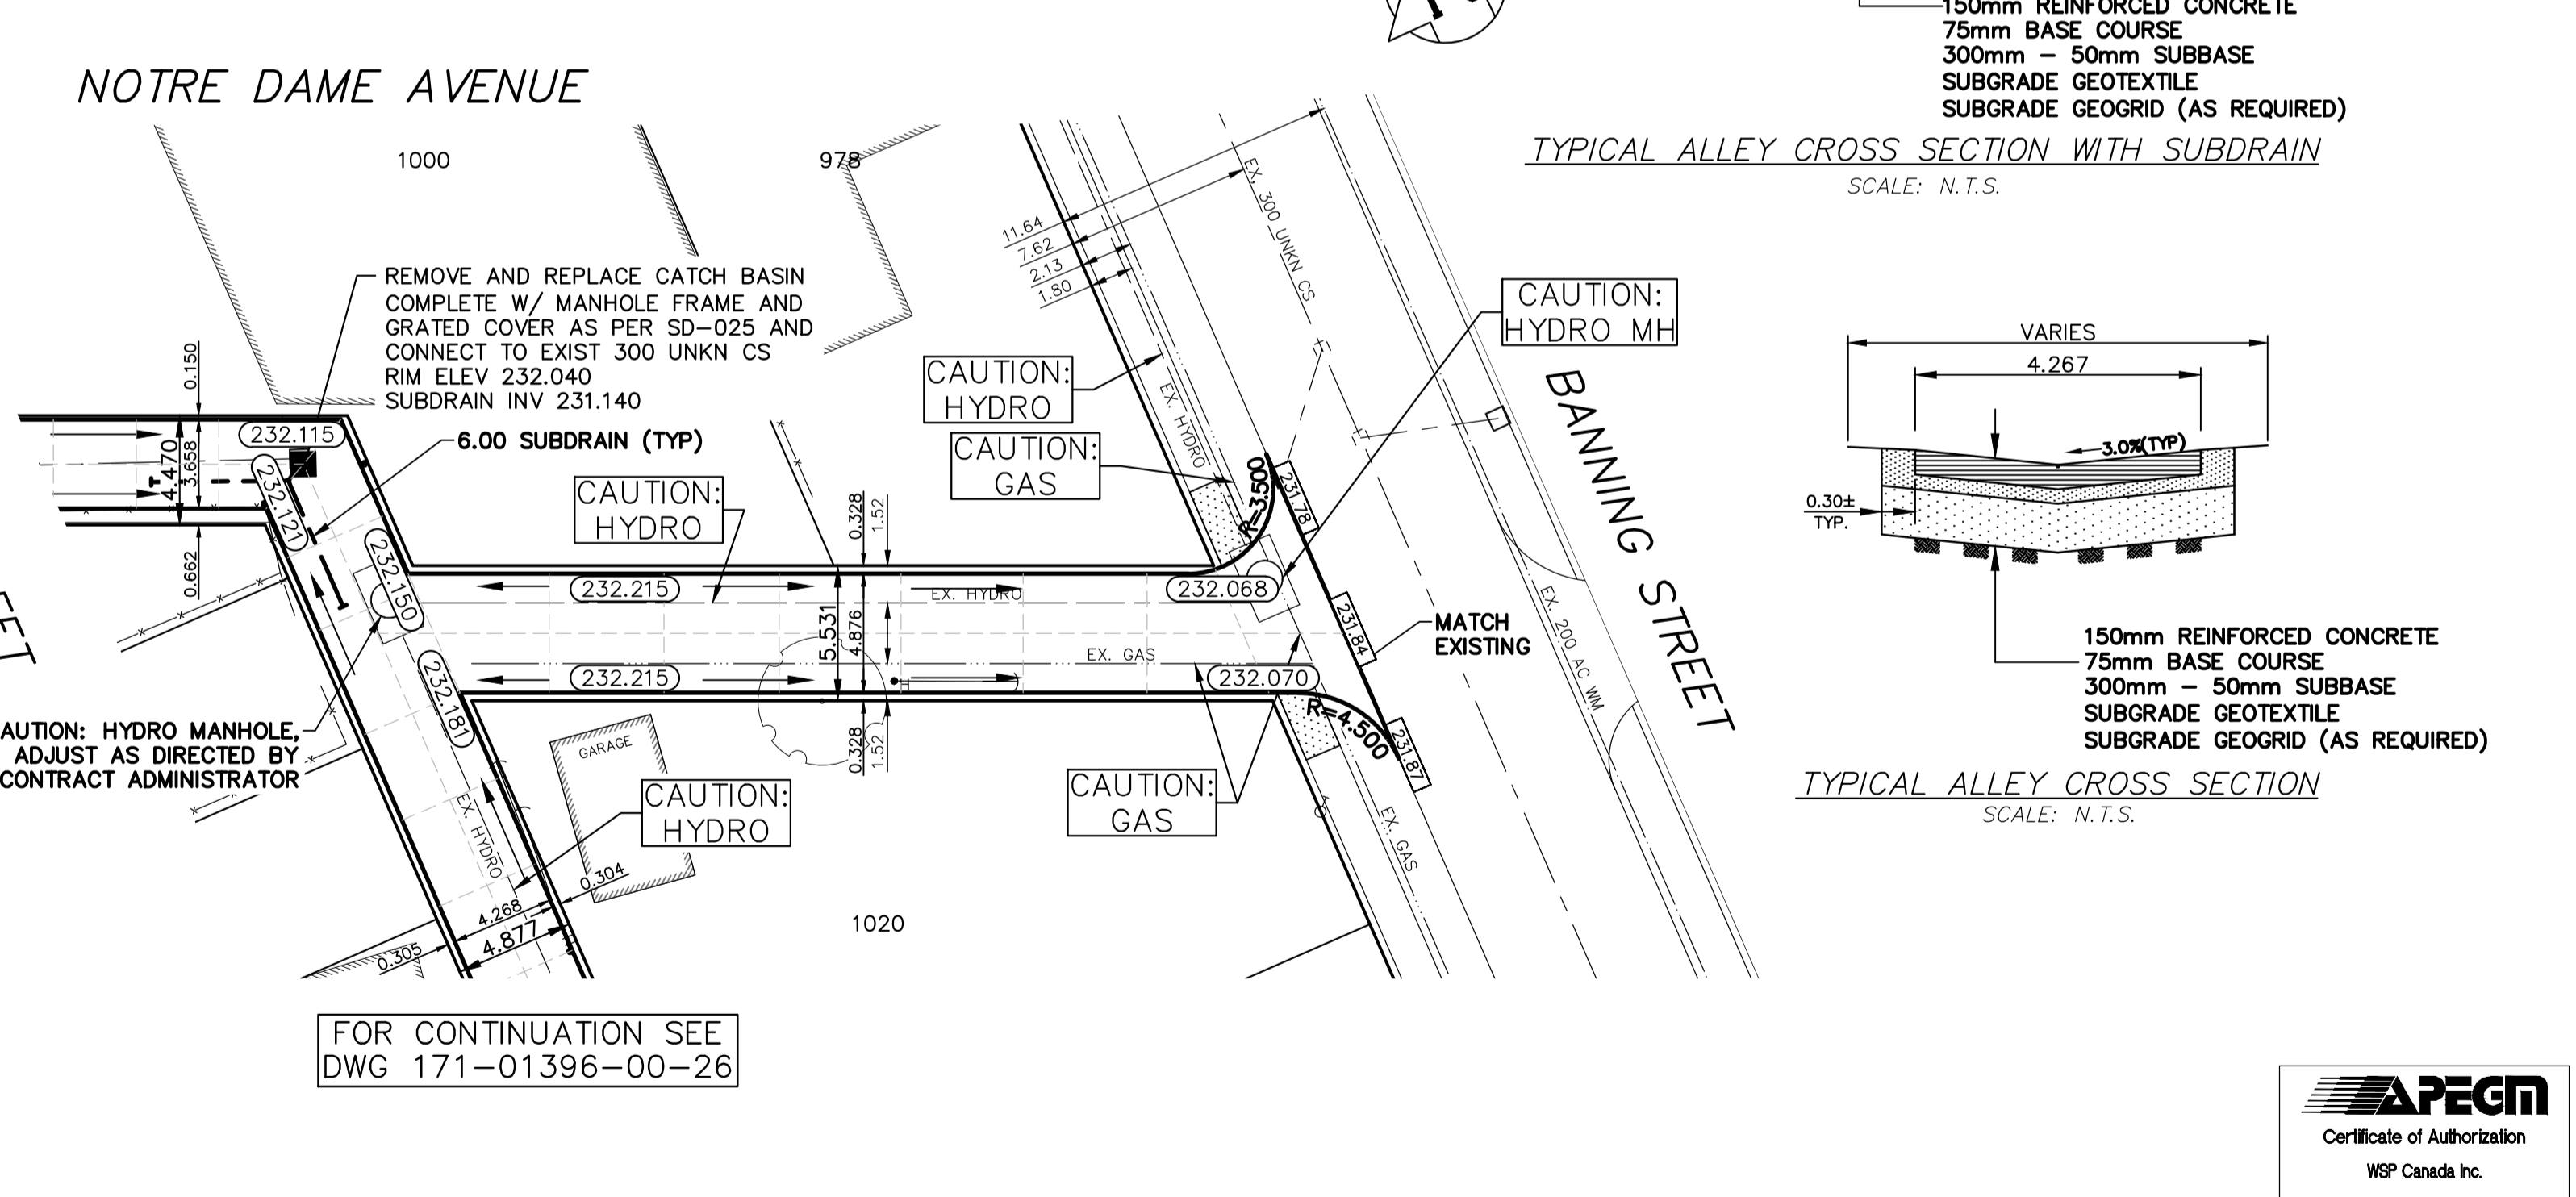 150mm REINFORCED CONCRETE
75mm BASE COURSE
300mm – 50mm SUBBASE
SUBGRADE GEOTEXTILE
SUBGRADE GEOGRID (AS REQUIRED)
TYPICAL ALLEY CROSS SECTION WITH SUBDRAIN
SCALE: N.T.S.
NOTRE DAME AVENUE
1000
978
EX. 300 UNKN CS
11.64
7.62
2.13
1.80
REMOVE AND REPLACE CATCH BASIN
COMPLETE W/ MANHOLE FRAME AND
GRATED COVER AS PER SD-025 AND
CONNECT TO EXIST 300 UNKN CS
RIM ELEV 232.040
SUBDRAIN INV 231.140
6.00 SUBDRAIN (TYP)
0.150
4.470
3.658
0.662
232.115
232.121
232.150
232.181
CAUTION:
HYDRO
CAUTION:
HYDRO
CAUTION:
GAS
CAUTION:
HYDRO MH
EX. HYDRO
R=3.500
231.78
BANNING STREET
0.328
1.52
232.215
EX. HYDRO
232.068
5.531
4.876
EX. GAS
232.215
232.070
231.84
MATCH
EXISTING
EX. 200 AC WM
0.328
1.52
R=4.500
231.87
EX. GAS
AUTION: HYDRO MANHOLE,
ADJUST AS DIRECTED BY
CONTRACT ADMINISTRATOR
GARAGE
CAUTION:
HYDRO
CAUTION:
GAS
EX. HYDRO
0.304
4.268
4.877
0.305
1020
VARIES
4.267
3.0%(TYP)
0.30±
TYP.
150mm REINFORCED CONCRETE
75mm BASE COURSE
300mm – 50mm SUBBASE
SUBGRADE GEOTEXTILE
SUBGRADE GEOGRID (AS REQUIRED)
TYPICAL ALLEY CROSS SECTION
SCALE: N.T.S.
FOR CONTINUATION SEE
DWG 171-01396-00-26
APEGM
Certificate of Authorization
WSP Canada Inc.